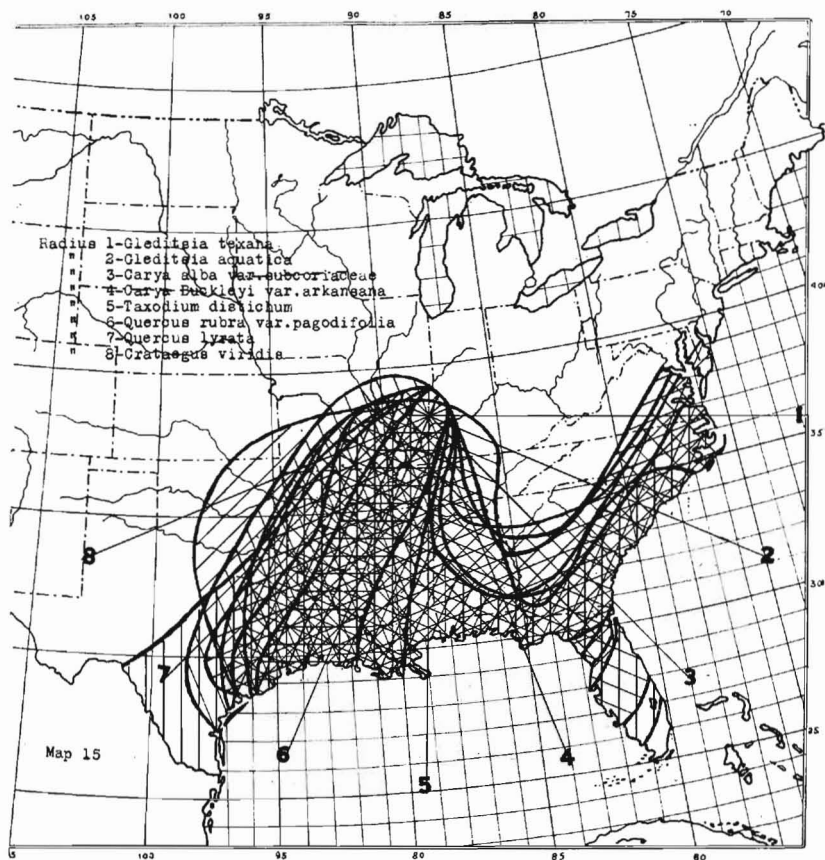 105 100 95 90 85 80 75 70
Radius 1-Gleditsia texana
" 2-Gleditsia aquatica
" 3-Carya alba var.subcoriaceae
" 4-Carya Buckleyi var.arkansana
" 5-Taxodium distichum
" 6-Quercus rubra var.pagodifolia
" 7-Quercus lyrata
" 8-Crataegus viridis
40
1
35
8
2
30
7
3
6
4
Map 15
5
25
5 100 95 90 85 80